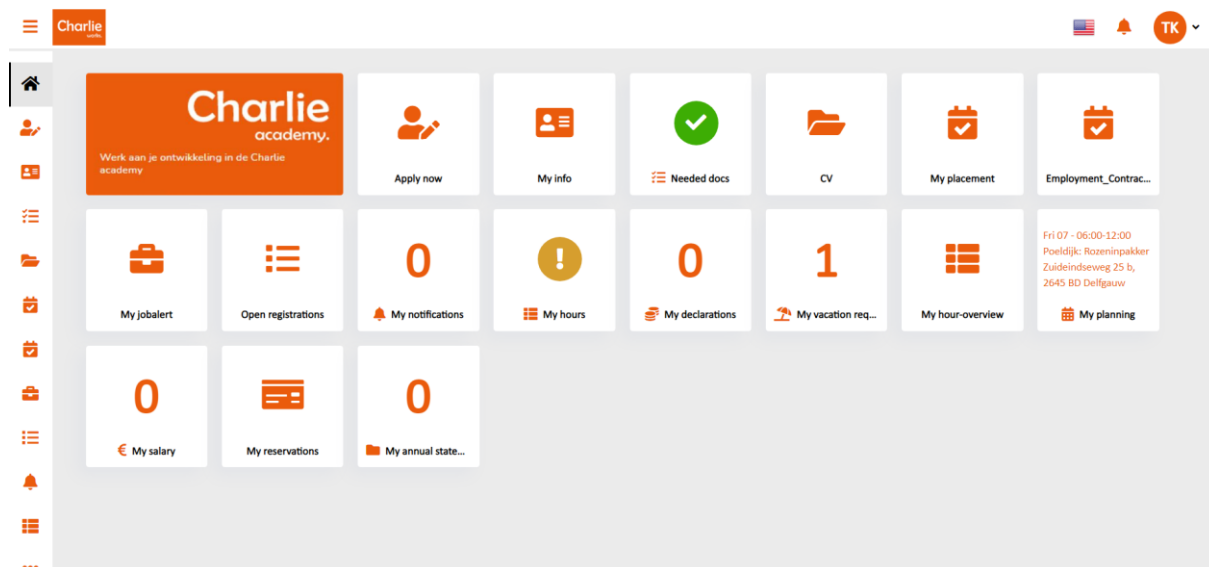 Charlie
works.
TK
Charlie
academy.
Werk aan je ontwikkeling in de Charlie
academy
Apply now
My info
Needed docs
CV
My placement
Employment_Contrac...
My jobalert
Open registrations
0
My notifications
!
My hours
0
My declarations
1
My vacation req...
My hour-overview
Fri 07 - 06:00-12:00
Poeldijk: Rozeninpakker
Zuideindseweg 25 b,
2645 BD Delfgauw
My planning
0
€ My salary
My reservations
0
My annual state...